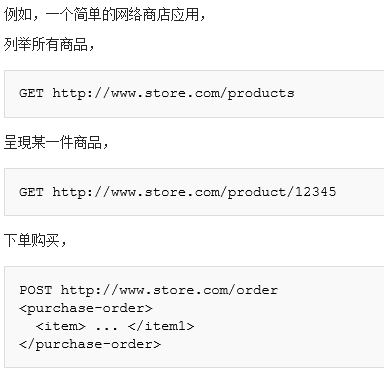 例如，一个简单的网络商店应用，
列举所有商品，
GET http://www.store.com/products
呈现某一件商品，
GET http://www.store.com/product/12345
下单购买，
POST http://www.store.com/order
<purchase-order>
  <item> ... </item1>
</purchase-order>